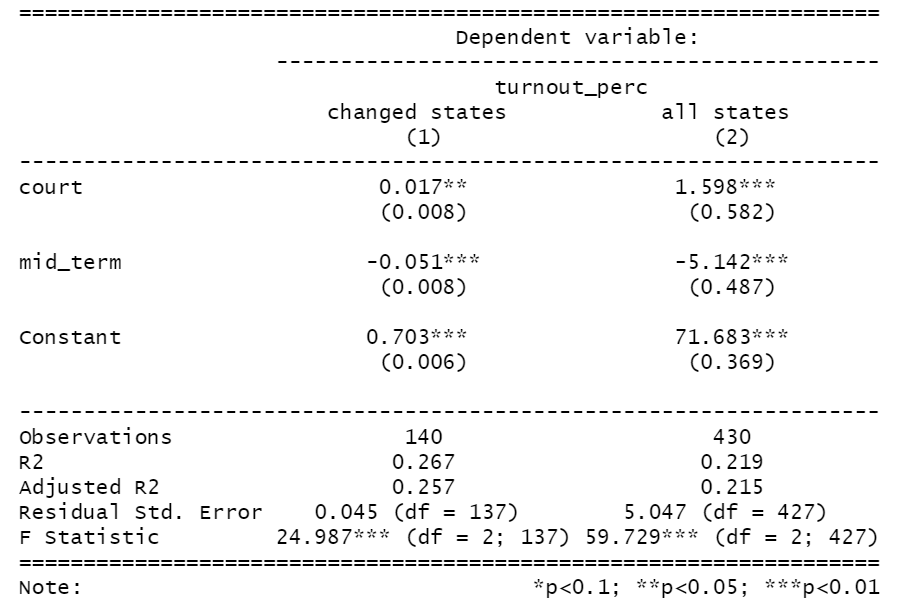 ====================================================================
Dependent variable:
-----------------------------------------------
turnout_perc
changed states all states
(1) (2)
--------------------------------------------------------------------
court 0.017** 1.598***
(0.008) (0.582)
mid_term -0.051*** -5.142***
(0.008) (0.487)
Constant 0.703*** 71.683***
(0.006) (0.369)
--------------------------------------------------------------------
Observations 140 430
R2 0.267 0.219
Adjusted R2 0.257 0.215
Residual Std. Error 0.045 (df = 137) 5.047 (df = 427)
F Statistic 24.987*** (df = 2; 137) 59.729*** (df = 2; 427)
====================================================================
Note: *p<0.1; **p<0.05; ***p<0.01